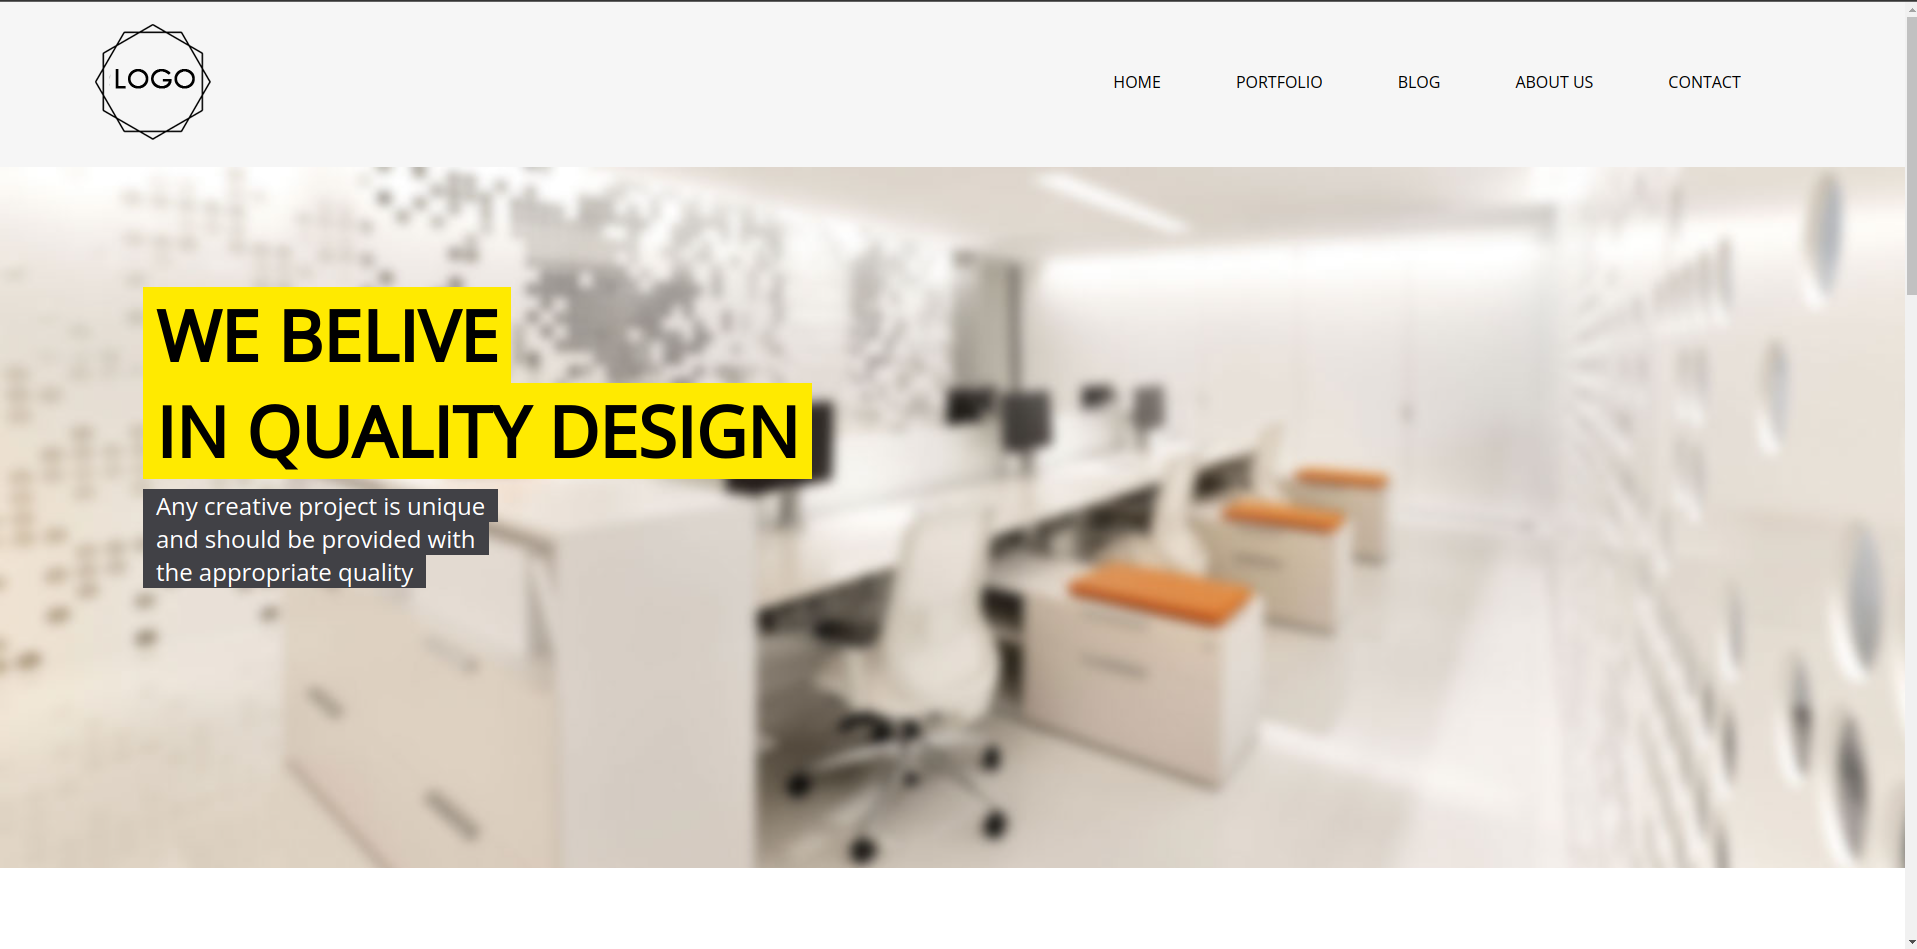 LOGO
HOME PORTFOLIO BLOG ABOUT US CONTACT
WE BELIVE
IN QUALITY DESIGN
Any creative project is unique
and should be provided with
the appropriate quality